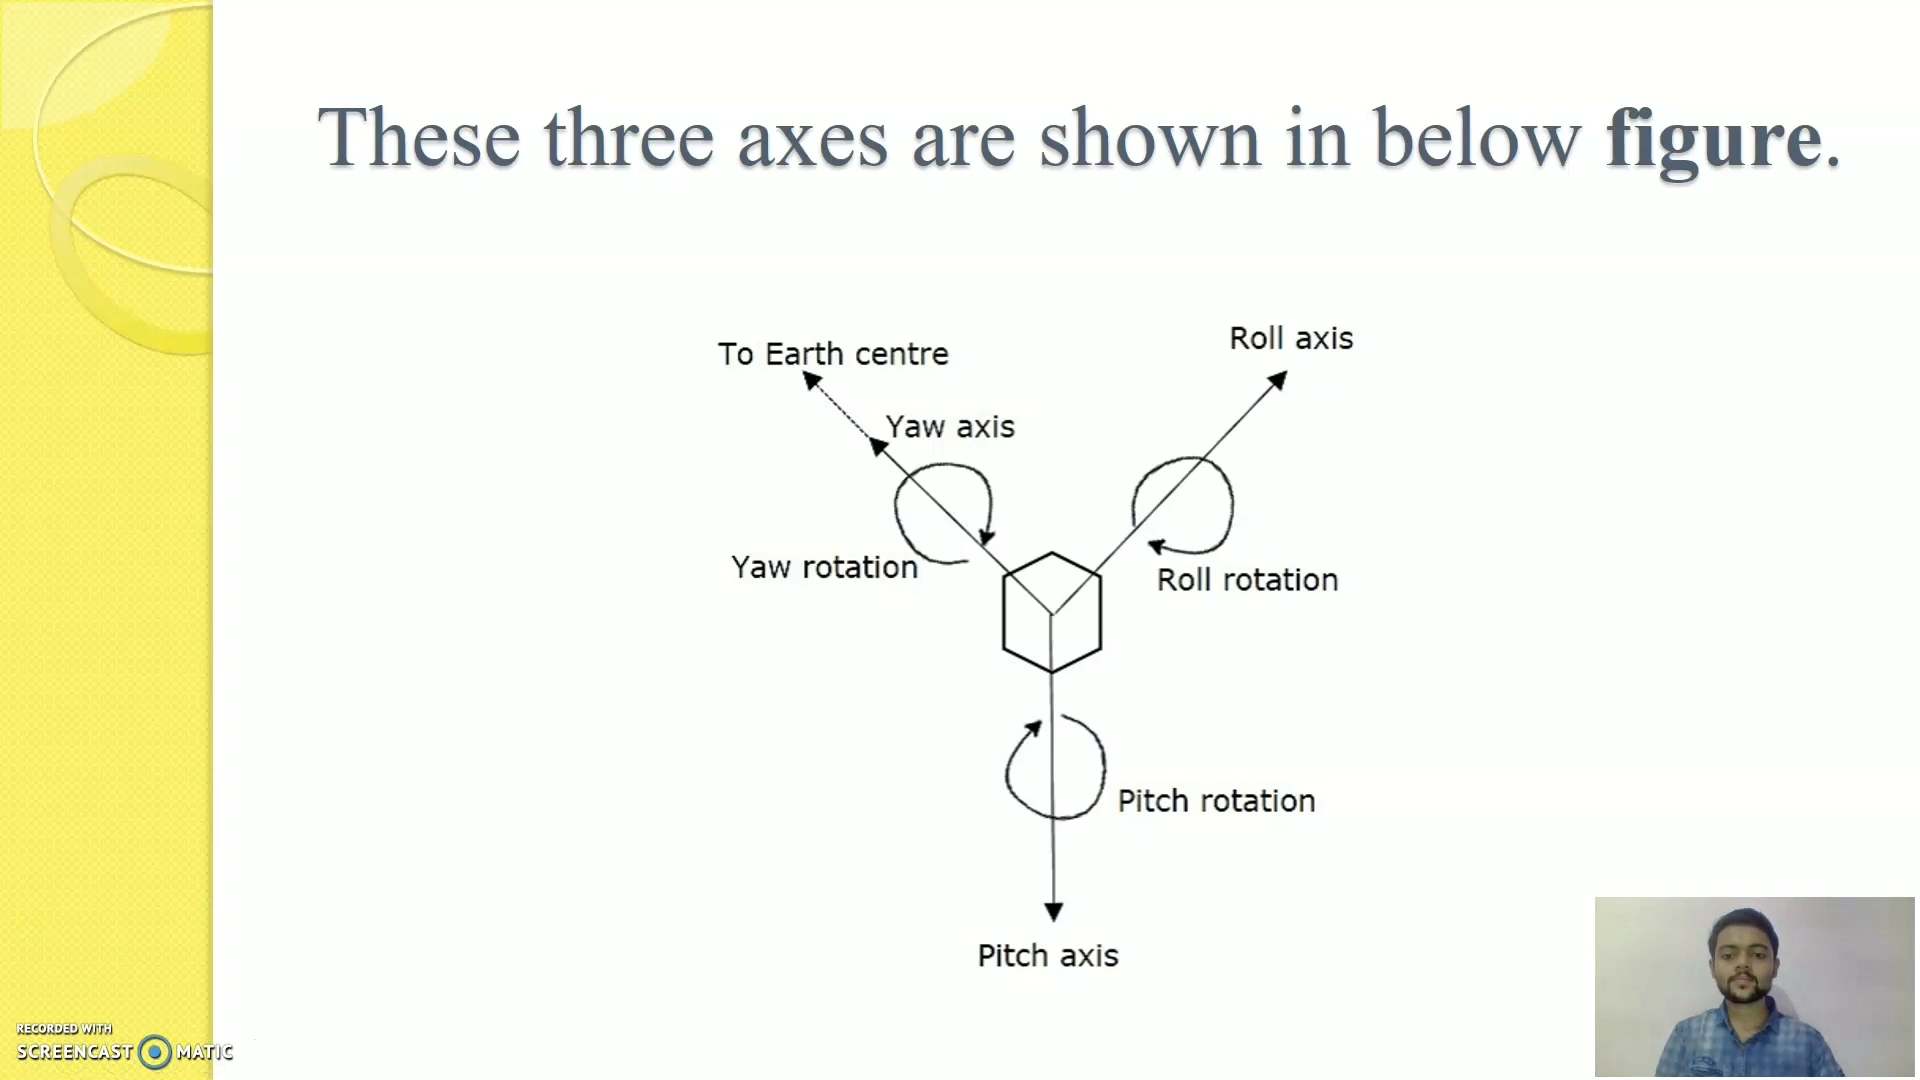 These three axes are shown in below figure.
To Earth centre
Roll axis
Yaw axis
Yaw rotation
Roll rotation
Pitch rotation
Pitch axis
RECORDED WITH
SCREENCAST MATIC